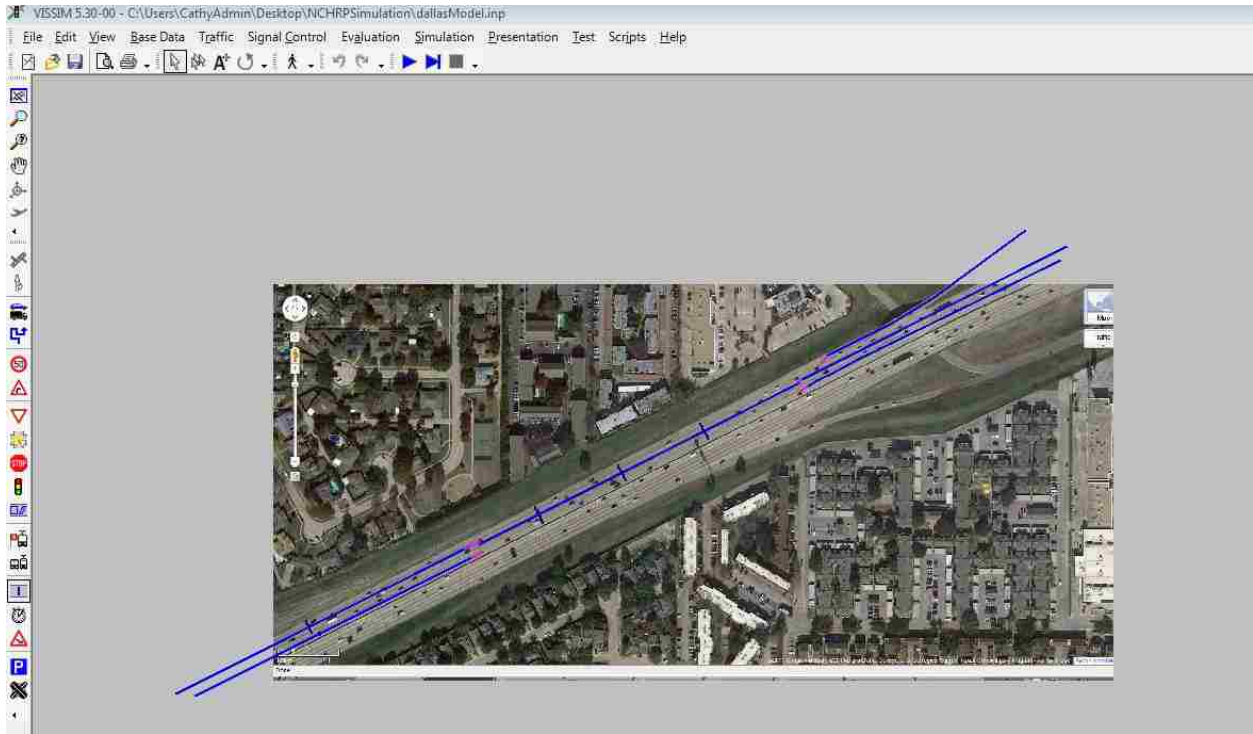 VISSIM 5.30-00 - C:\Users\CathyAdmin\Desktop\NCHRPSimulation\dallasModel.inp
File Edit View Base Data Traffic Signal Control Evaluation Simulation Presentation Test Scripts Help
STOP
P